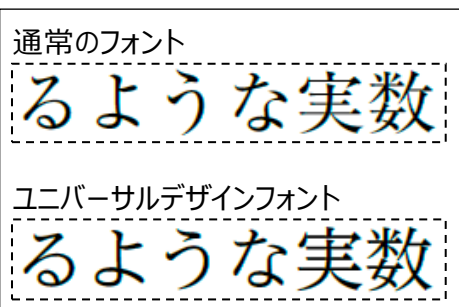 通常のフォント
るような実数
ユニバーサルデザインフォント
るような実数